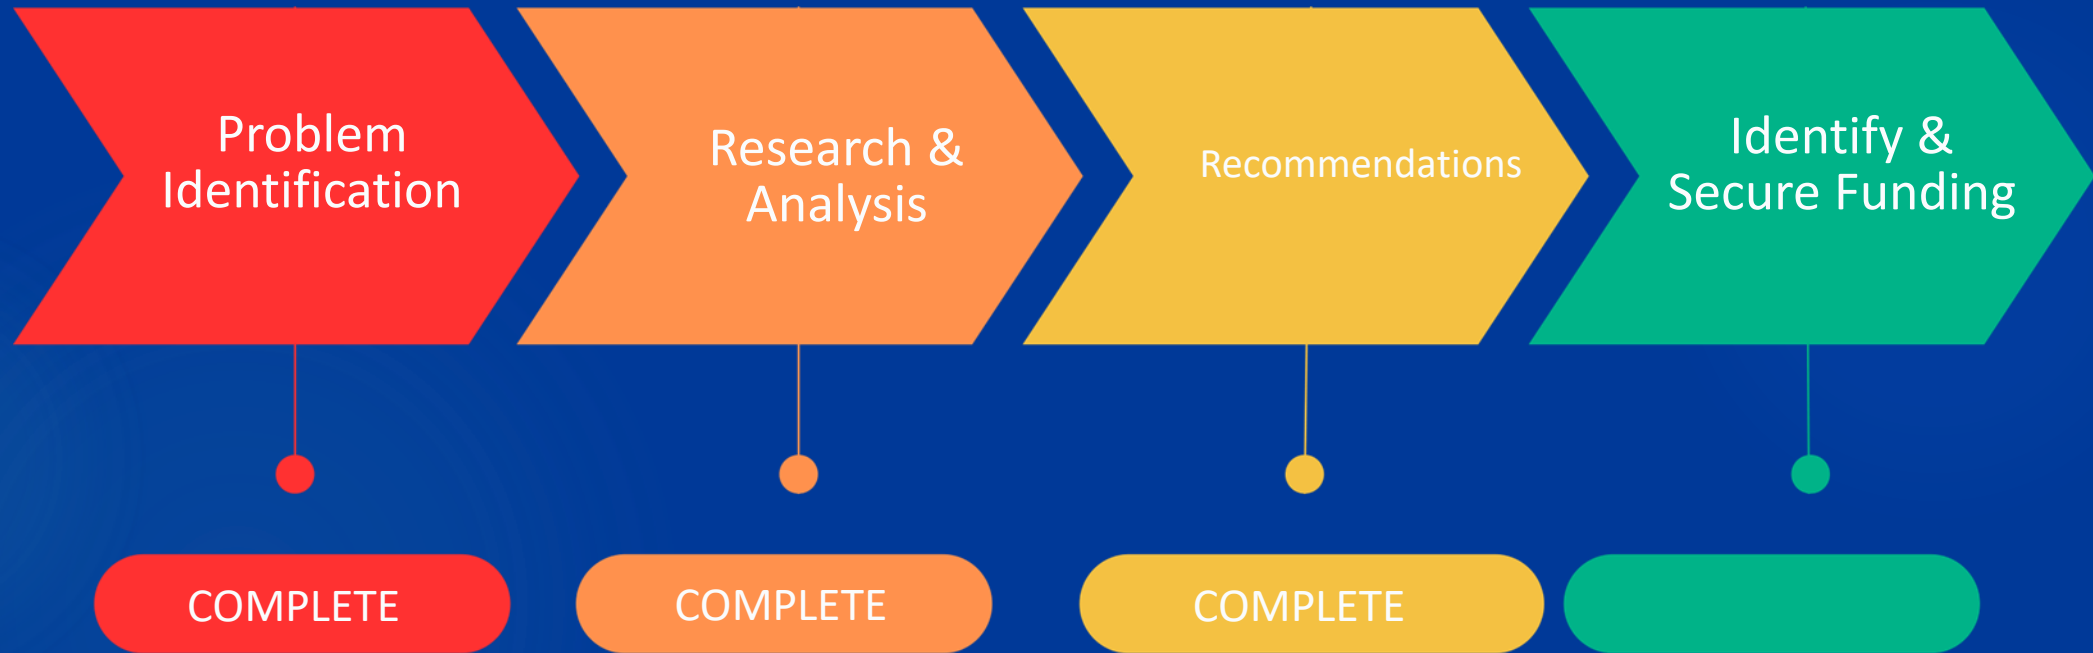 Problem
Identification
Research &
Analysis
Recommendations
Identify &
Secure Funding
COMPLETE
COMPLETE
COMPLETE